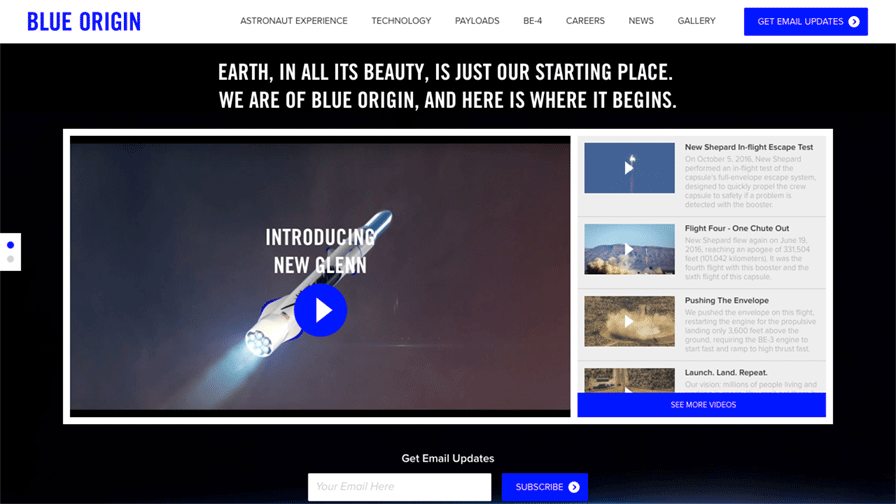 BLUE ORIGIN
ASTRONAUT EXPERIENCE
TECHNOLOGY
PAYLOADS
BE-4
CAREERS
NEWS
GALLERY
GET EMAIL UPDATES
EARTH, IN ALL ITS BEAUTY, IS JUST OUR STARTING PLACE.
WE ARE OF BLUE ORIGIN, AND HERE IS WHERE IT BEGINS.
INTRODUCING
NEW GLENN
New Shepard In-flight Escape Test
On October 5, 2016, New Shepard
performed an in-flight test of the
capsule's full-envelope escape system,
designed to quickly propel the crew
capsule to safety if a problem is
detected with the booster.
Flight Four - One Chute Out
New Shepard flew again on June 19,
2016, reaching an apogee of 331,504
feet (101,042 kilometers). It was the
fourth flight with this booster and the
sixth flight of this capsule.
Pushing The Envelope
We pushed the envelope on this flight,
restarting the engine for the propulsive
landing only 3,600 feet above the
ground, requiring the BE-3 engine to
start fast and ramp to high thrust fast.
Launch. Land. Repeat.
Our vision: millions of people living and
SEE MORE VIDEOS
Get Email Updates
Your Email Here
SUBSCRIBE